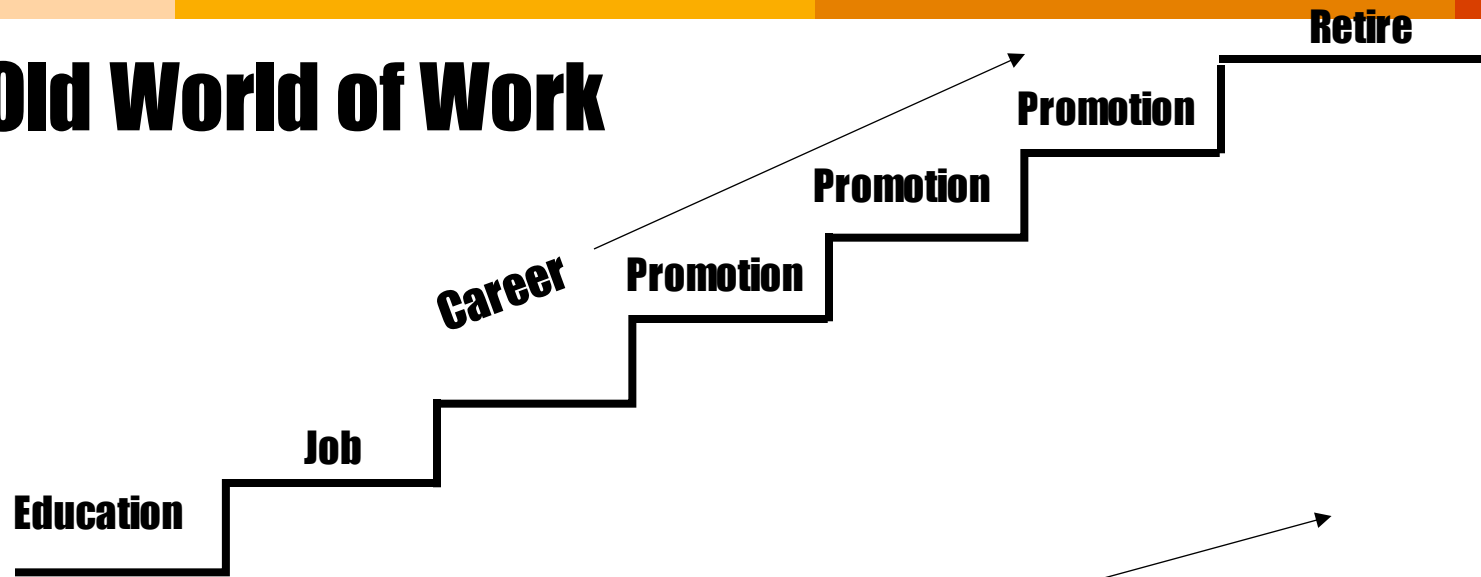 Old World of Work
Retire
Promotion
Promotion
Promotion
Career
Job
Education